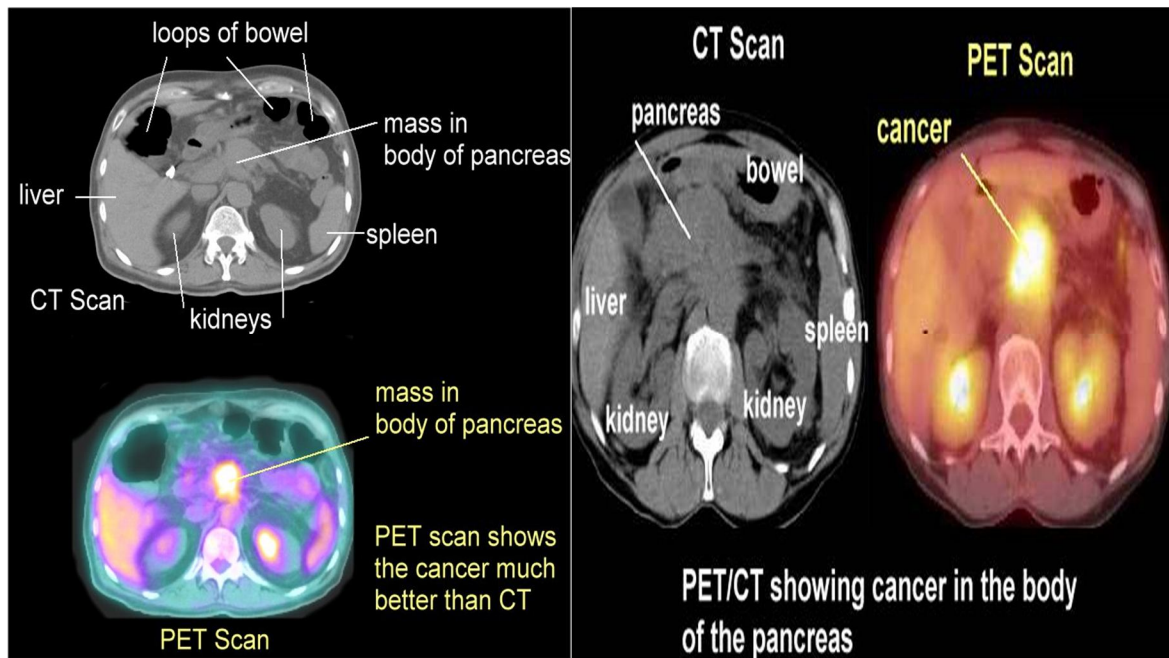 loops of bowel
mass in
body of pancreas
liver
spleen
CT Scan
kidneys
mass in
body of pancreas
PET scan shows
the cancer much
better than CT
PET Scan
CT Scan
pancreas
bowel
liver
spleen
kidney
kidney
PET Scan
cancer
PET/CT showing cancer in the body
of the pancreas